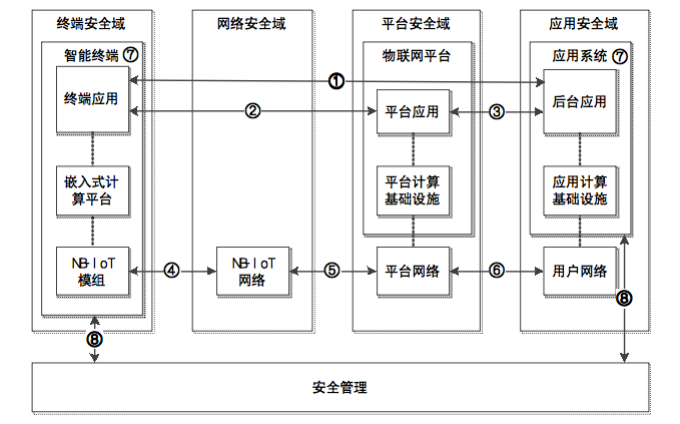 终端安全域
网络安全域
平台安全域
应用安全域
智能终端⑦
物联网平台
应用系统⑦
①
终端应用
后台应用
②
平台应用
③
嵌入式计
算平台
平台计算
基础设施
应用计算
基础设施
NB-IoT
模组
④
NB-IoT
网络
⑤
平台网络
⑥
用户网络
⑧
⑧
安全管理